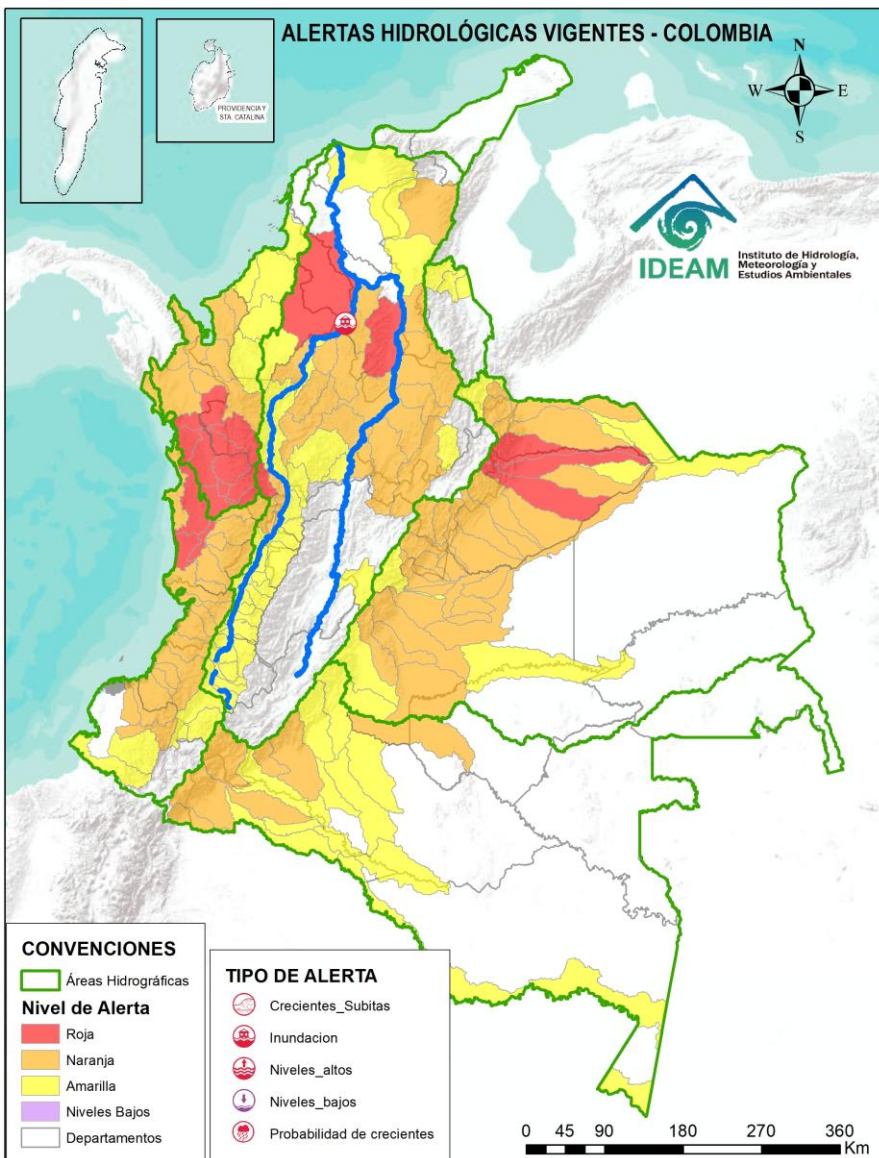 ALERTAS HIDROLÓGICAS VIGENTES - COLOMBIA
PROVIDENCIA Y
STA. CATALINA
N
W
E
S
IDEAM
Instituto de Hidrología,
Meteorología y
Estudios Ambientales
CONVENCIONES
Áreas Hidrográficas
Nivel de Alerta
Roja
Naranja
Amarilla
Niveles Bajos
Departamentos
TIPO DE ALERTA
Crecientes_Subitas
Inundacion
Niveles_altos
Niveles_bajos
Probabilidad de crecientes
0 45 90 180 270 360
Km